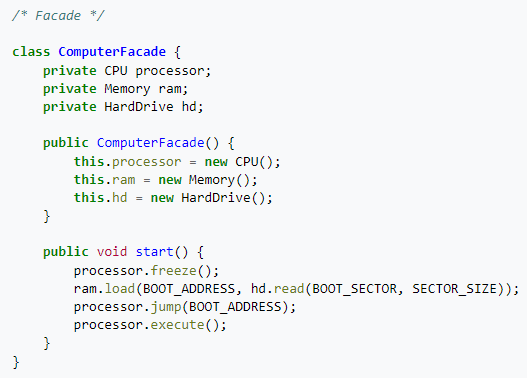 /* Facade */

class ComputerFacade {
    private CPU processor;
    private Memory ram;
    private HardDrive hd;

    public ComputerFacade() {
        this.processor = new CPU();
        this.ram = new Memory();
        this.hd = new HardDrive();
    }

    public void start() {
        processor.freeze();
        ram.load(BOOT_ADDRESS, hd.read(BOOT_SECTOR, SECTOR_SIZE));
        processor.jump(BOOT_ADDRESS);
        processor.execute();
    }
}